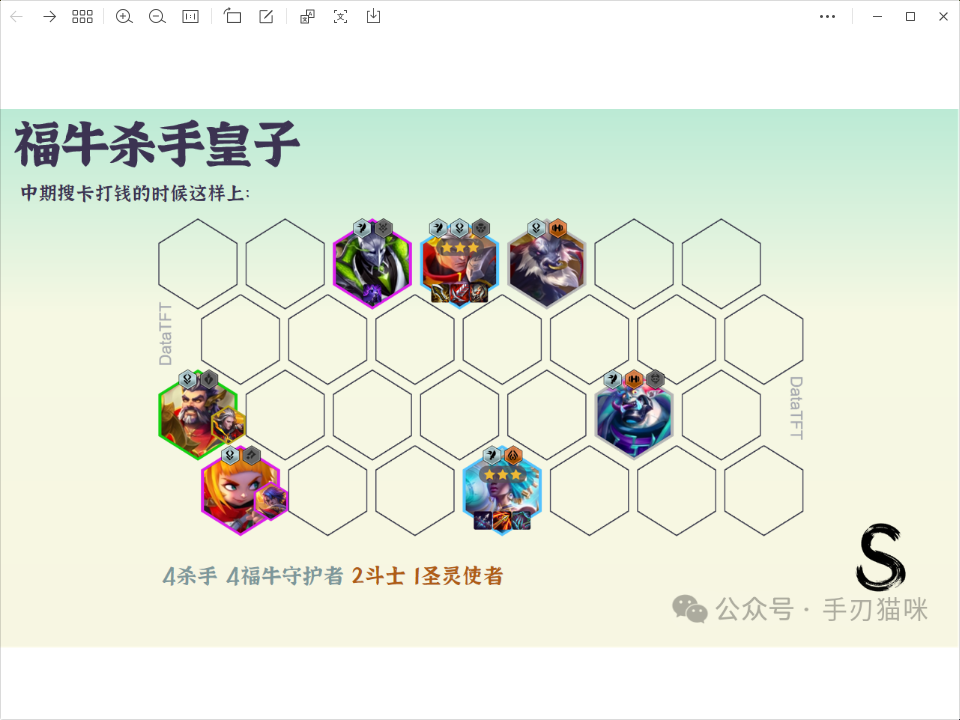 福牛杀手皇子
中期搜卡打钱的时候这样上:
DataTFT
DataTFT
4杀手 4福牛守护者 2斗士 1圣灵使者
S
公众号 · 手刃猫咪